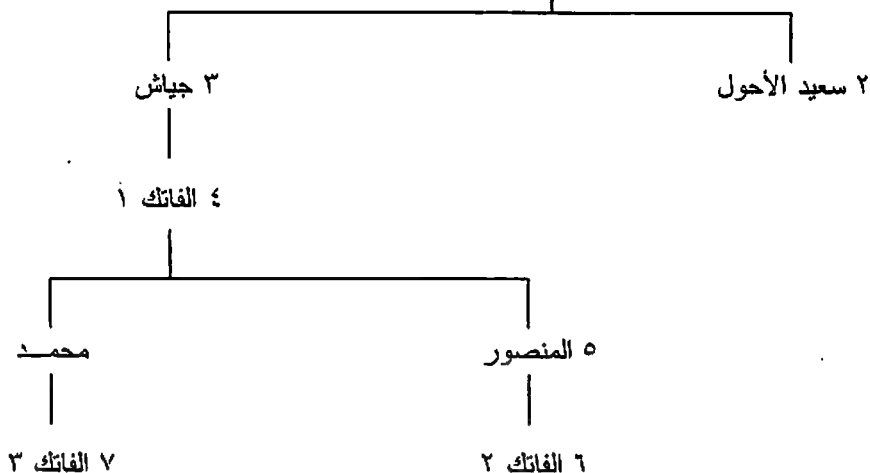 ٢ سعيد الأحول
٣ جياش
٤ الفاتك ١
٥ المنصور
محمـد
٦ الفاتك ٢
٧ الفاتك ٣